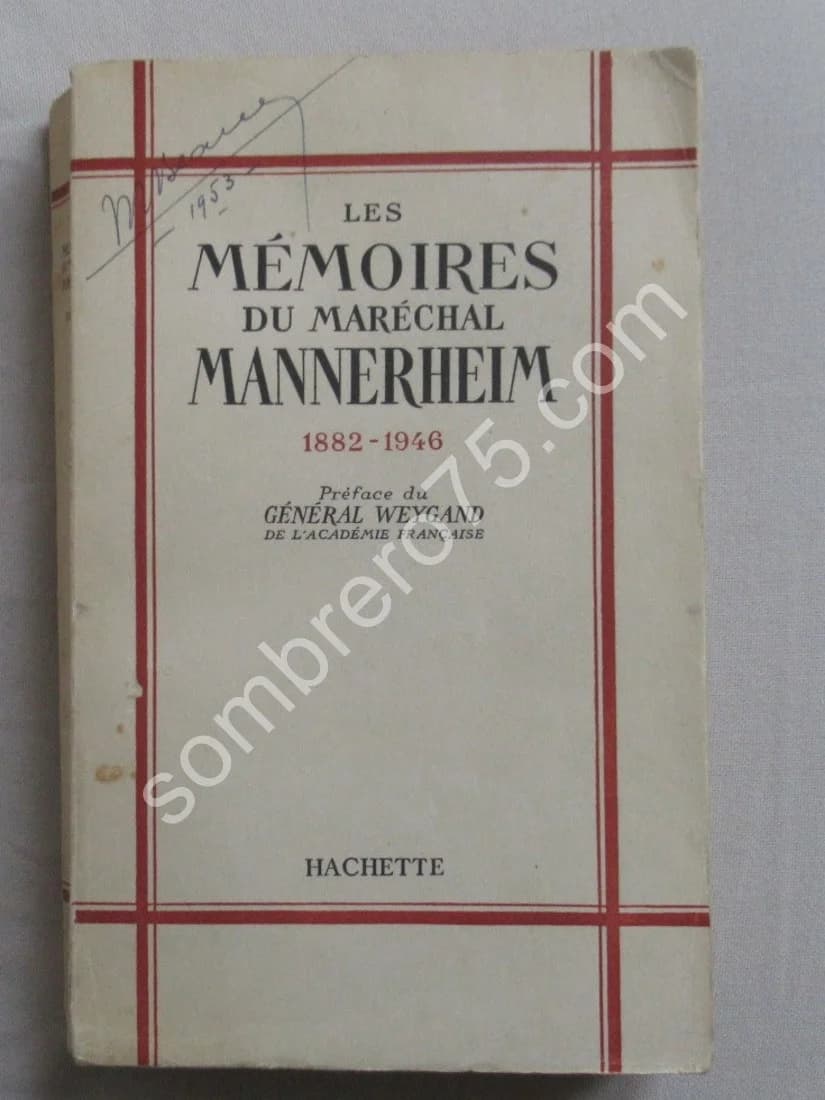 1953
LES
MÉMOIRES
DU MARÉCHAL
MANNERHEIM
1882-1946
Préface du
GÉNÉRAL WEYGAND
DE L'ACADÉMIE FRANÇAISE
HACHETTE
sombrero75.com